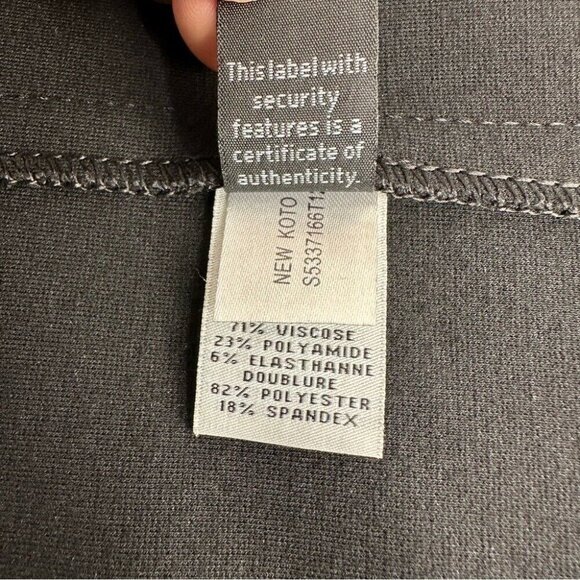 This label with
security
features is a
certificate of
authenticity.
NEW KOTO
S5337166T12
71% VISCOSE
23% POLYAMIDE
6% ELASTHANNE
DOUBLURE
82% POLYESTER
18% SPANDEX